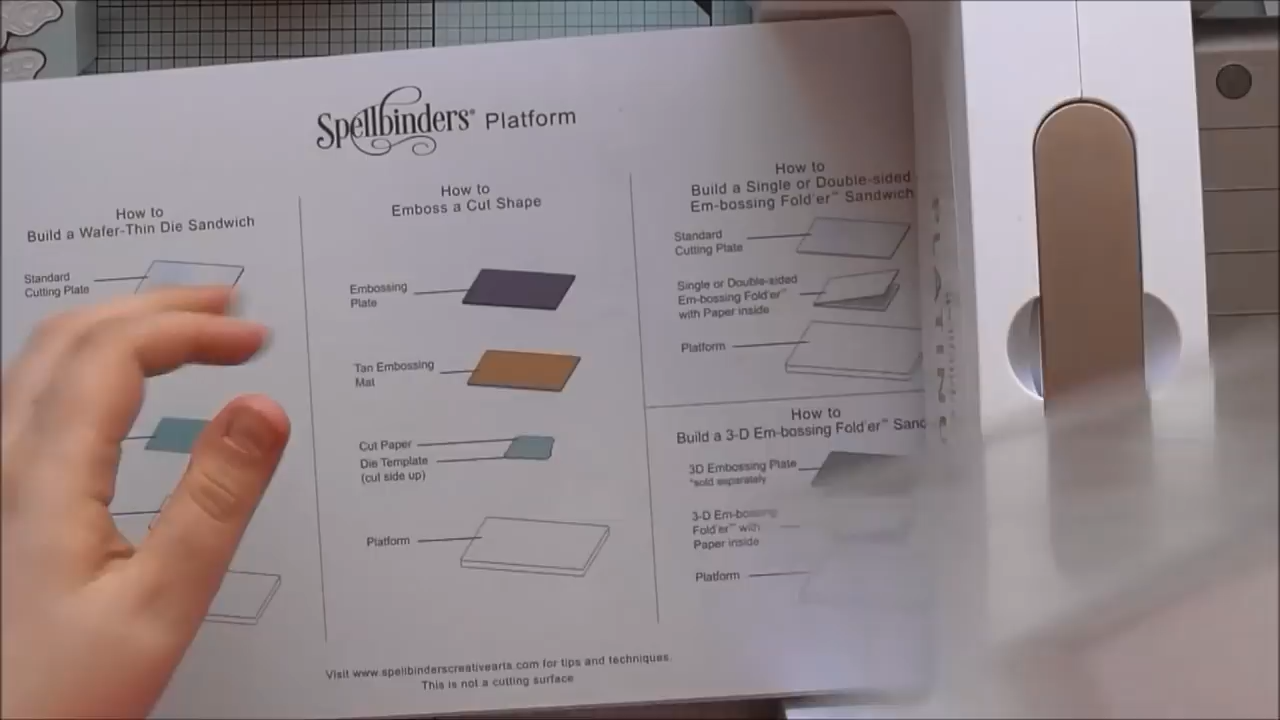 Spellbinders® Platform
How to
Build a Wafer-Thin Die Sandwich
Standard
Cutting Plate
How to
Emboss a Cut Shape
Embossing
Plate
Tan Embossing
Mat
Cut Paper
Die Template
(cut side up)
Platform
How to
Build a Single or Double-sided
Em-bossing Fold'er™ Sandwich
Standard
Cutting Plate
Single or Double-sided
Em-bossing Fold'er™
with Paper inside
Platform
How to
Build a 3-D Em-bossing Fold'er™ Sand
3D Embossing Plate
*sold separately
3-D Em-bossing
Fold'er™ with
Paper inside
Platform
Visit www.spellbinderscreativearts.com for tips and techniques.
This is not a cutting surface